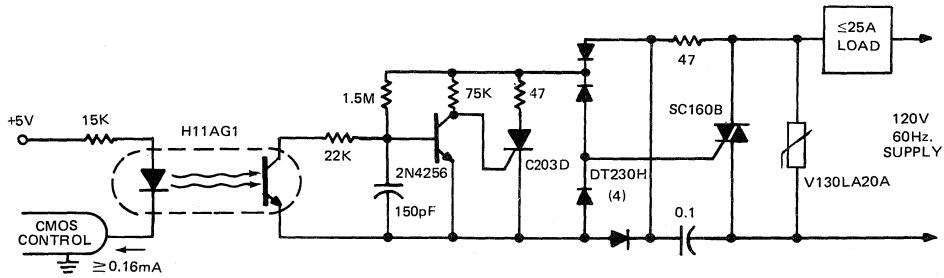 ≤25A
LOAD
47
1.5M
75K
47
SC160B
+5V
15K
H11AG1
120V
60Hz.
SUPPLY
22K
C203D
2N4256
DT230H
(4)
V130LA20A
150pF
0.1
CMOS
CONTROL
≧0.16mA